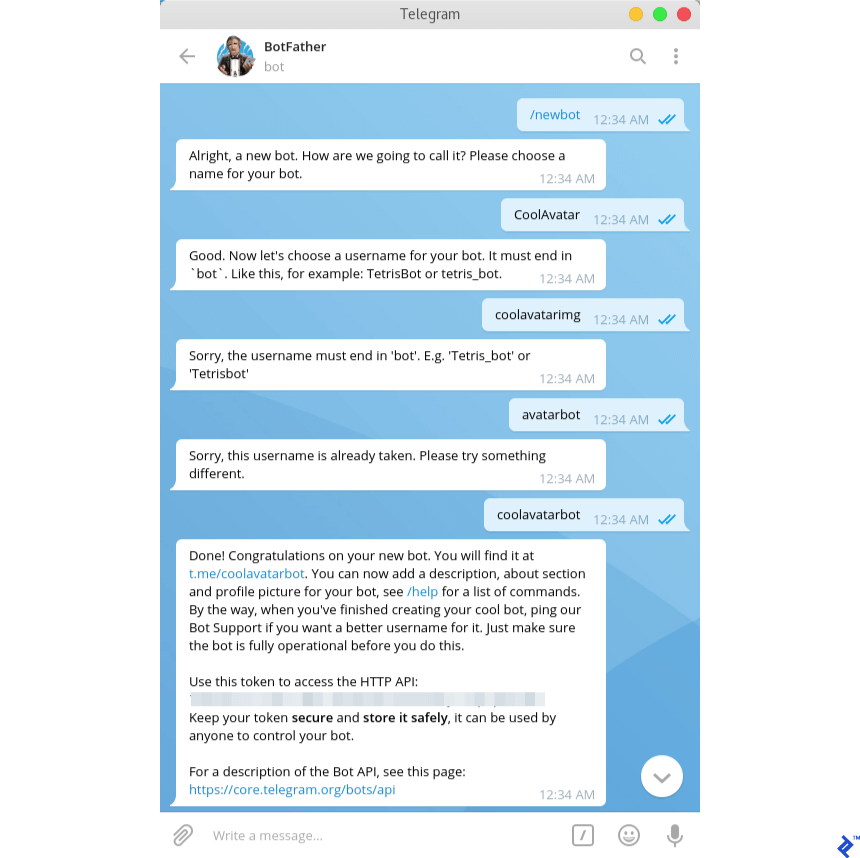 Telegram
BotFather
bot
/newbot 12:34 AM
Alright, a new bot. How are we going to call it? Please choose a
name for your bot. 12:34 AM
CoolAvatar 12:34 AM
Good. Now let's choose a username for your bot. It must end in
`bot`. Like this, for example: TetrisBot or tetris_bot. 12:34 AM
coolavatarimg 12:34 AM
Sorry, the username must end in 'bot'. E.g. 'Tetris_bot' or
'Tetrisbot' 12:34 AM
avatarbot 12:34 AM
Sorry, this username is already taken. Please try something
different. 12:34 AM
coolavatarbot 12:34 AM
Done! Congratulations on your new bot. You will find it at
t.me/coolavatarbot. You can now add a description, about section
and profile picture for your bot, see /help for a list of commands.
By the way, when you've finished creating your cool bot, ping our
Bot Support if you want a better username for it. Just make sure
the bot is fully operational before you do this.
Use this token to access the HTTP API:
Keep your token secure and store it safely, it can be used by
anyone to control your bot.
For a description of the Bot API, see this page:
https://core.telegram.org/bots/api 12:34 AM
Write a message...
/
TM